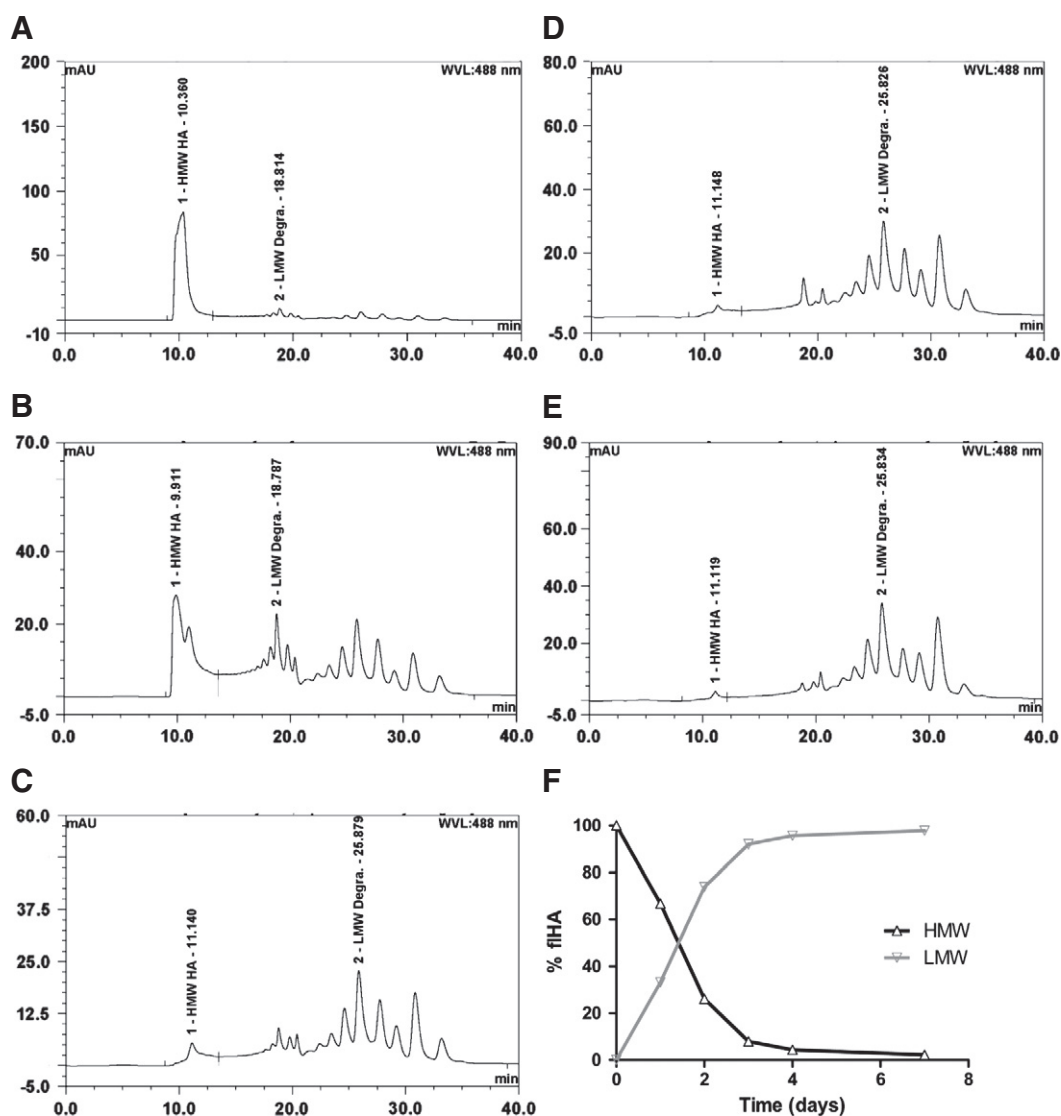 A
200
mAU
WVL:488 nm
1 - HMW HA - 10.360
2 - LMW Degra. - 18.814
150
100
50
-10
min
0.0 10.0 20.0 30.0 40.0
B
70.0
mAU
WVL:488 nm
1 - HMW HA - 9.911
2 - LMW Degra. - 18.787
40.0
20.0
-5.0
min
0.0 10.0 20.0 30.0 40.0
C
60.0
mAU
WVL:488 nm
1 - HMW HA - 11.140
2 - LMW Degra. - 25.879
37.5
25.0
12.5
-5.0
min
0.0 10.0 20.0 30.0 40.0
D
80.0
mAU
WVL:488 nm
1 - HMW HA - 11.148
2 - LMW Degra. - 25.826
60.0
40.0
20.0
-5.0
min
0.0 20.0 30.0 40.0
E
90.0
mAU
WVL:488 nm
1 - HMW HA - 11.119
2 - LMW Degra. - 25.834
60.0
40.0
20.0
-5.0
min
0.0 10.0 20.0 30.0 40.0
F
100
80
60
40
20
0
% flHA
HMW
LMW
0 2 4 6 8
Time (days)